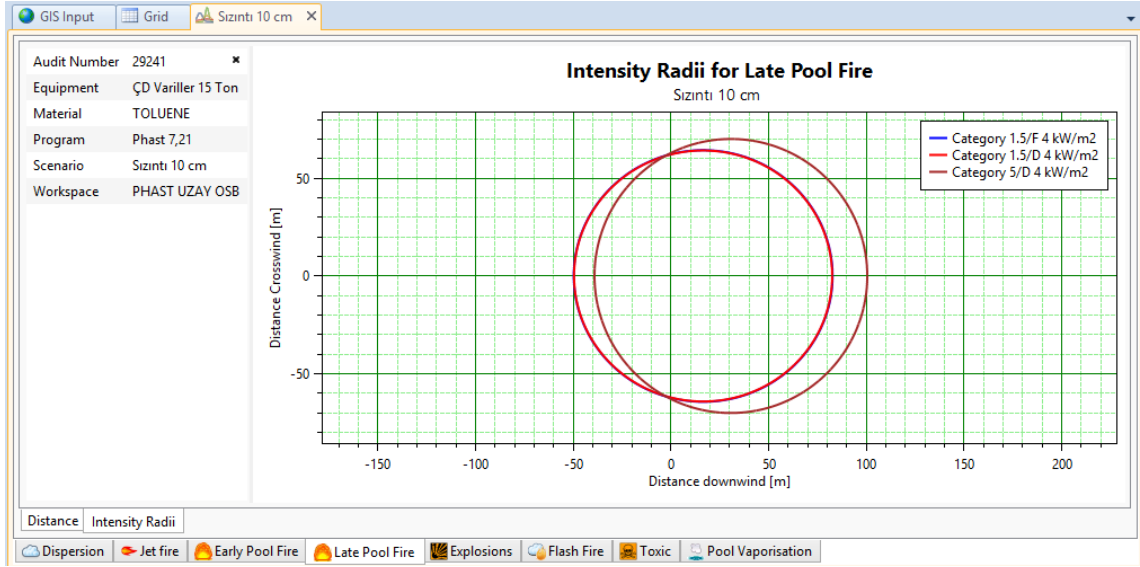 GIS Input
Grid
Sızıntı 10 cm
Audit Number 29241
Equipment ÇD Variller 15 Ton
Material TOLUENE
Program Phast 7,21
Scenario Sızıntı 10 cm
Workspace PHAST UZAY OSB
Intensity Radii for Late Pool Fire
Sızıntı 10 cm
Category 1.5/F 4 kW/m2
Category 1.5/D 4 kW/m2
Category 5/D 4 kW/m2
Distance Crosswind [m]
50
0
-50
-150 -100 -50 0 50 100 150 200
Distance downwind [m]
Distance Intensity Radii
Dispersion Jet fire Early Pool Fire Late Pool Fire Explosions Flash Fire Toxic Pool Vaporisation